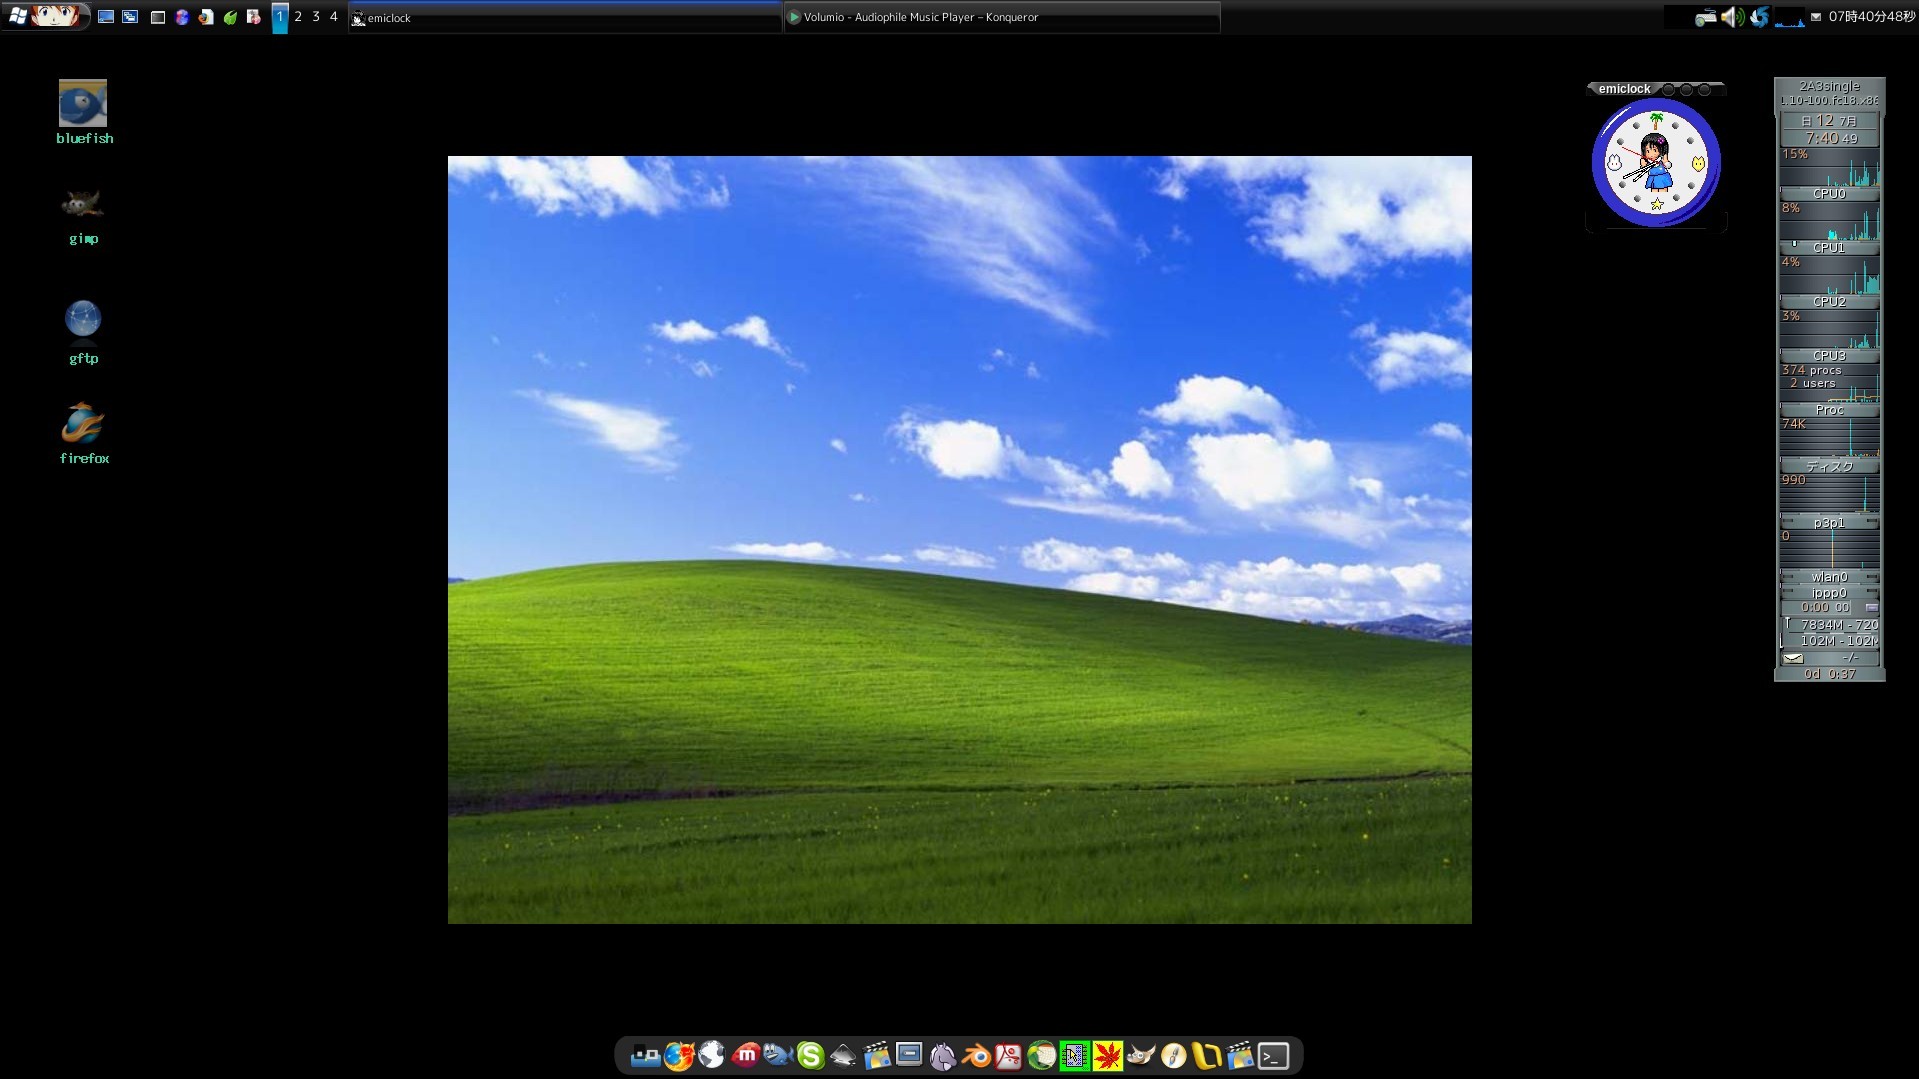 1 2 3 4
emiclock
Volumio - Audiophile Music Player – Konqueror
07時40分48秒
bluefish
gimp
gftp
firefox
emiclock
2A3single
1.10-100.fc18.x86
日 12 7月
7:40 49
15%
CPU0
8%
CPU1
4%
CPU2
3%
CPU3
374 procs
2 users
Proc
74K
ディスク
990
p3p1
0
wlan0
ippp0
0:00 00
7834M - 720
102M - 102M
-/-
0d 0:37